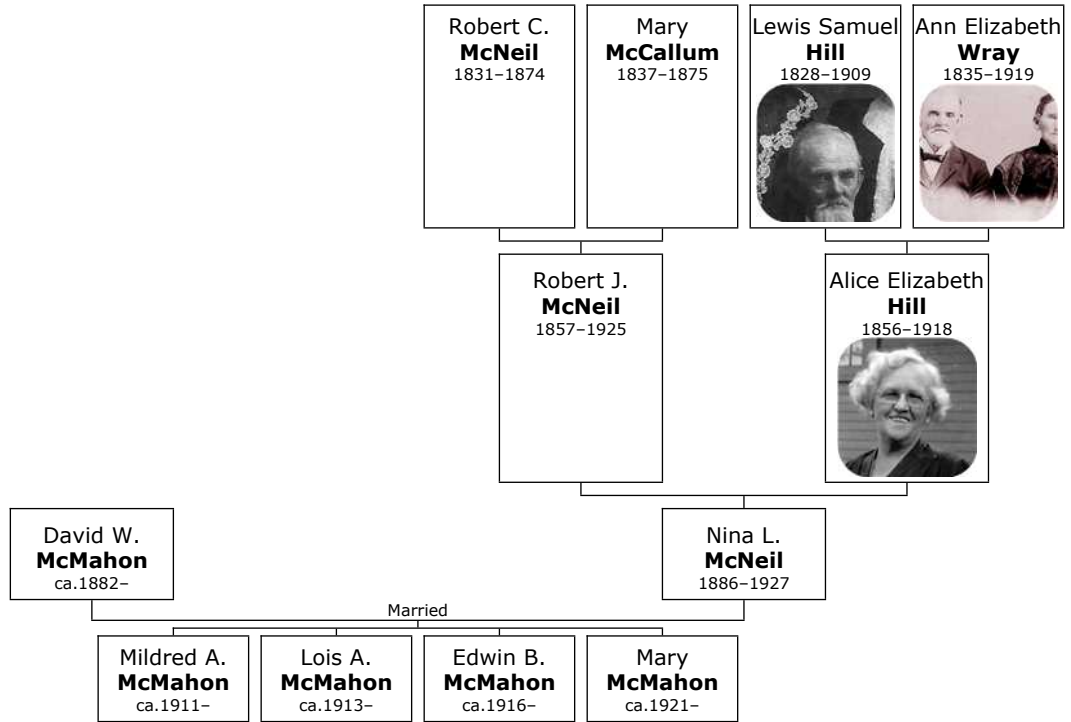 Robert C.
McNeil
1831–1874
Mary
McCallum
1837–1875
Lewis Samuel
Hill
1828–1909
Ann Elizabeth
Wray
1835–1919
Robert J.
McNeil
1857–1925
Alice Elizabeth
Hill
1856–1918
David W.
McMahon
ca.1882–
Nina L.
McNeil
1886–1927
Married
Mildred A.
McMahon
ca.1911–
Lois A.
McMahon
ca.1913–
Edwin B.
McMahon
ca.1916–
Mary
McMahon
ca.1921–